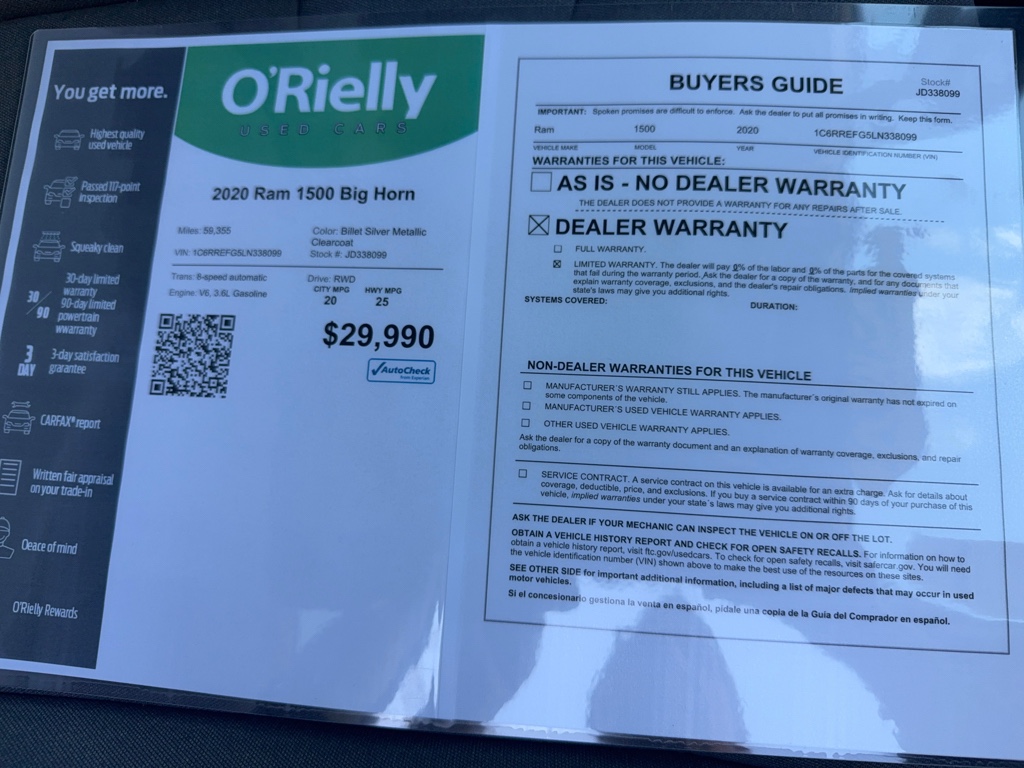 You get more.
Highest quality
used vehicle
Passed 117-point
inspection
Squeaky clean
30/90
30-day limited
warranty
90-day limited
powertrain
wwarranty
3
DAY
3-day satisfaction
grarantee
CARFAX® report
Written fair appraisal
on your trade-in
Oeace of mind
O'Rielly Rewards
O'Rielly
USED CARS
2020 Ram 1500 Big Horn
Miles: 59,355
Color: Billet Silver Metallic
Clearcoat
VIN: 1C6RREFG5LN338099
Stock #: JD338099
Trans: 8-speed automatic
Drive: RWD
Engine: V6, 3.6L Gasoline
CITY MPG HWY MPG
20 25
$29,990
AutoCheck
BUYERS GUIDE
Stock#
JD338099
IMPORTANT: Spoken promises are difficult to enforce. Ask the dealer to put all promises in writing. Keep this form.
Ram 1500 2020 1C6RREFG5LN338099
VEHICLE MAKE MODEL YEAR VEHICLE IDENTIFICATION NUMBER (VIN)
WARRANTIES FOR THIS VEHICLE:
AS IS - NO DEALER WARRANTY
THE DEALER DOES NOT PROVIDE A WARRANTY FOR ANY REPAIRS AFTER SALE.
DEALER WARRANTY
FULL WARRANTY.
LIMITED WARRANTY. The dealer will pay 0% of the labor and 0% of the parts for the covered systems
that fail during the warranty period. Ask the dealer for a copy of the warranty, and for any documents that
explain warranty coverage, exclusions, and the dealer's repair obligations. Implied warranties under your
state's laws may give you additional rights.
SYSTEMS COVERED: DURATION:
NON-DEALER WARRANTIES FOR THIS VEHICLE
MANUFACTURER´S WARRANTY STILL APPLIES. The manufacturer´s original warranty has not expired on
some components of the vehicle.
MANUFACTURER´S USED VEHICLE WARRANTY APPLIES.
OTHER USED VEHICLE WARRANTY APPLIES.
Ask the dealer for a copy of the warranty document and an explanation of warranty coverage, exclusions, and repair
obligations.
SERVICE CONTRACT. A service contract on this vehicle is available for an extra charge. Ask for details about
coverage, deductible, price, and exclusions. If you buy a service contract within 90 days of your purchase of this
vehicle, implied warranties under your state´s laws may give you additional rights.
ASK THE DEALER IF YOUR MECHANIC CAN INSPECT THE VEHICLE ON OR OFF THE LOT.
OBTAIN A VEHICLE HISTORY REPORT AND CHECK FOR OPEN SAFETY RECALLS. For information on how to
obtain a vehicle history report, visit ftc.gov/usedcars. To check for open safety recalls, visit safercar.gov. You will need
the vehicle identification number (VIN) shown above to make the best use of the resources on these sites.
SEE OTHER SIDE for important additional information, including a list of major defects that may occur in used
motor vehicles.
Si el concesionario gestiona la venta en español, pídale una copia de la Guía del Comprador en español.